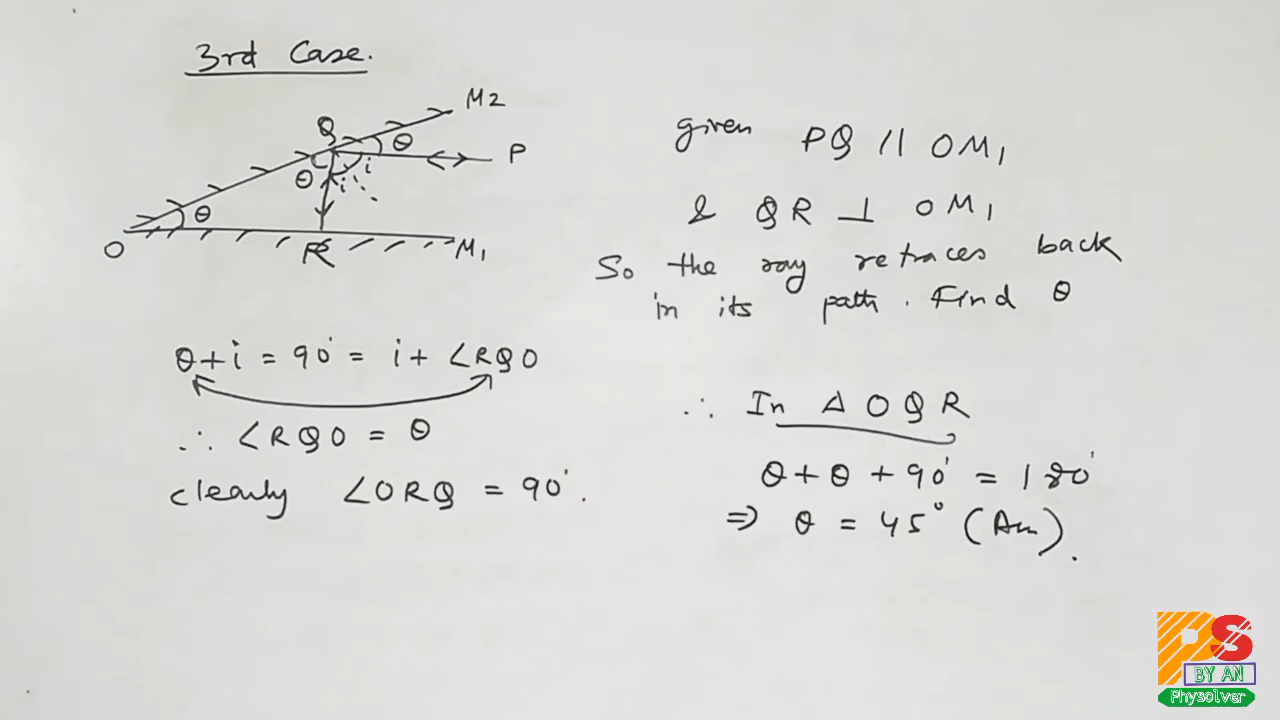 3rd Case.
M2
Q
θ
P
i
θ
i
θ
O
R
M1
given PQ // OM1
& QR ⊥ OM1
So the ray retraces back
in its path. Find θ
θ + i = 90° = i + ∠RQO
∴ ∠RQO = θ
clearly ∠ORQ = 90°.
∴ In Δ OQR
θ + θ + 90° = 180°
⇒ θ = 45° (Ans).
PS
BY AN
Physolver